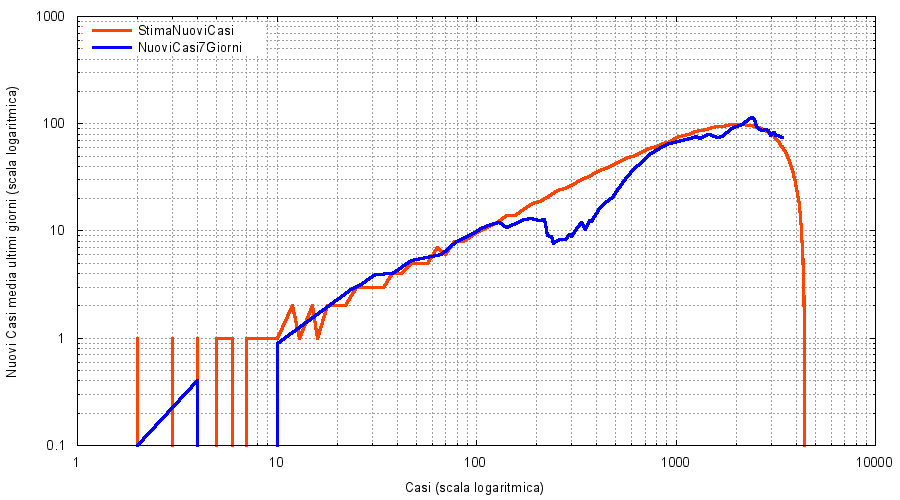 1000
StimaNuoviCasi
NuoviCasi7Giorni
100
10
1
0.1
Nuovi Casi media ultimi giorni (scala logaritmica)
1
10
100
1000
10000
Casi (scala logaritmica)